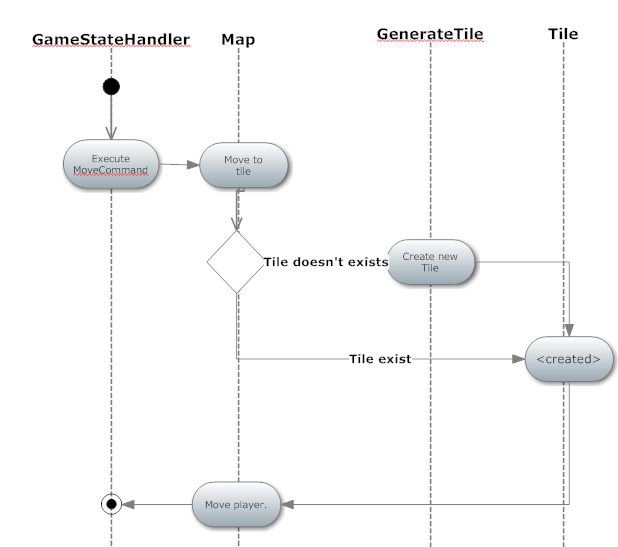 GameStateHandler
Map
GenerateTile
Tile
Execute
MoveCommand
Move to
tile
Tile doesn't exists
Create new
Tile
Tile exist
<created>
Move player.